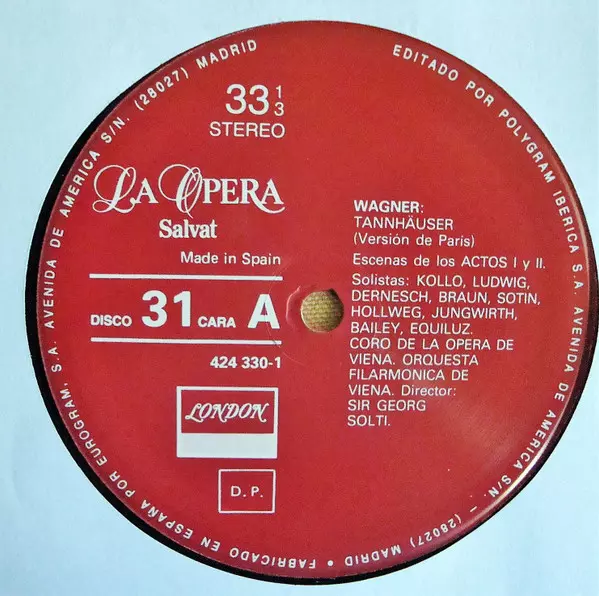 EDITADO POR POLYGRAM IBERICA S.A. AVENIDA DE AMERICA S/N. – (28027) MADRID • FABRICADO EN ESPAÑA POR EUROGRAM, S.A. AVENIDA DE AMERICA S/N. (28027) MADRID
33 1/3
STEREO
LA OPERA
Salvat
Made in Spain
DISCO 31 CARA A
424 330-1
LONDON
D.P.
WAGNER:
TANNHÄUSER
(Versión de París)
Escenas de los ACTOS I y II.
Solistas: KOLLO, LUDWIG,
DERNESCH, BRAUN, SOTIN,
HOLLWEG, JUNGWIRTH,
BAILEY, EQUILUZ.
CORO DE LA OPERA DE
VIENA. ORQUESTA
FILARMONICA DE
VIENA. Director:
SIR GEORG
SOLTI.